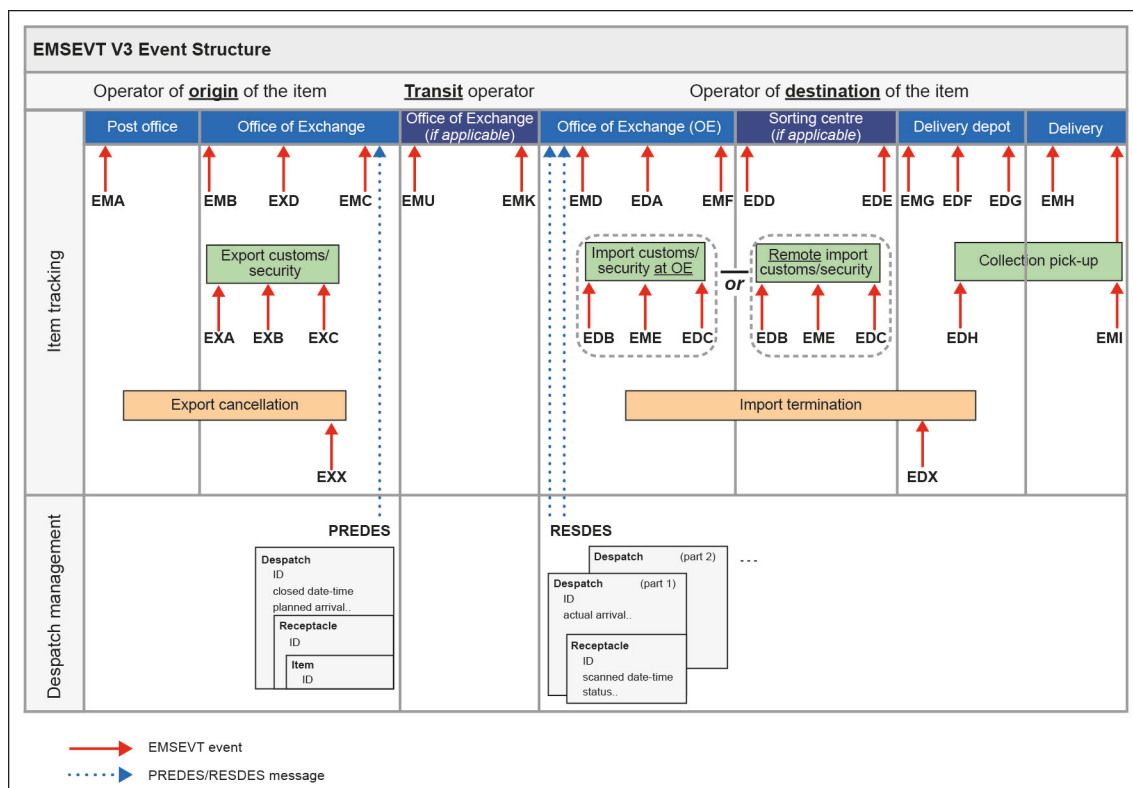 EMSEVT V3 Event Structure
Operator of origin of the item
Transit operator
Operator of destination of the item
Post office
Office of Exchange
Office of Exchange
(if applicable)
Office of Exchange (OE)
Sorting centre
(if applicable)
Delivery depot
Delivery
Item tracking
EMA
EMB
EXD
EMC
EMU
EMK
EMD
EDA
EMF
EDD
EDE
EMG
EDF
EDG
EMH
Export customs/
security
Import customs/
security at OE
or
Remote import
customs/security
Collection pick-up
EXA
EXB
EXC
EDB
EME
EDC
EDB
EME
EDC
EDH
EMI
Export cancellation
Import termination
EXX
EDX
Despatch management
PREDES
Despatch
ID
closed date-time
planned arrival..
Receptacle
ID
Item
ID
RESDES
Despatch (part 2)
...
Despatch (part 1)
ID
actual arrival..
Receptacle
ID
scanned date-time
status..
EMSEVT event
PREDES/RESDES message